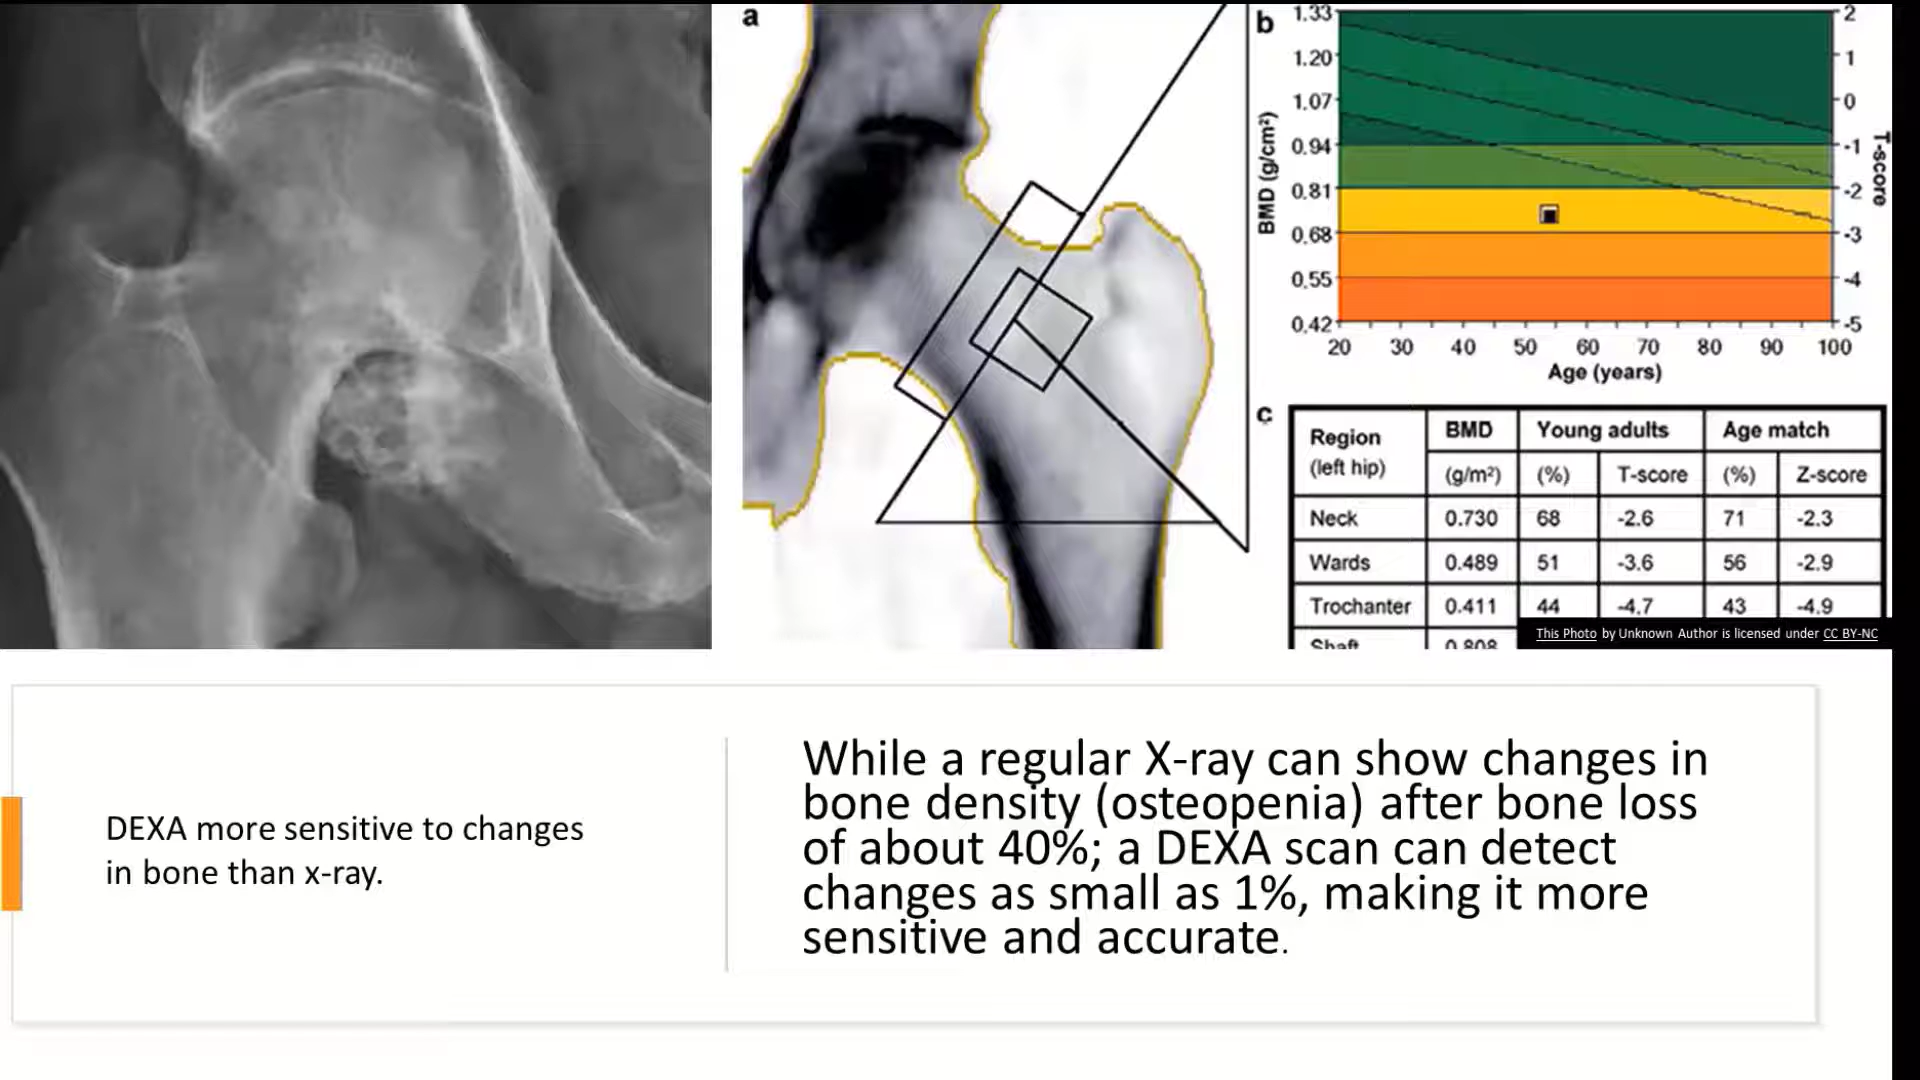 a
b
1.33
1.20
1.07
0.94
0.81
0.68
0.55
0.42
BMD (g/cm²)
2
1
0
-1
-2
-3
-4
-5
T-score
20 30 40 50 60 70 80 90 100
Age (years)
c
Region (left hip) BMD Young adults Age match
(g/m²) (%) T-score (%) Z-score
Neck 0.730 68 -2.6 71 -2.3
Wards 0.489 51 -3.6 56 -2.9
Trochanter 0.411 44 -4.7 43 -4.9
Shaft 0.808
This Photo by Unknown Author is licensed under CC BY-NC
DEXA more sensitive to changes
in bone than x-ray.
While a regular X-ray can show changes in
bone density (osteopenia) after bone loss
of about 40%; a DEXA scan can detect
changes as small as 1%, making it more
sensitive and accurate.